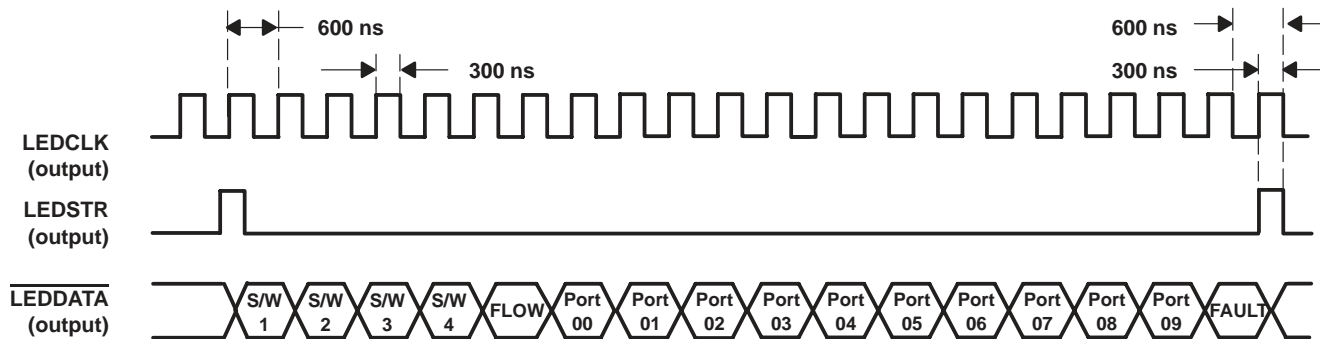 600 ns
600 ns
300 ns
300 ns
LEDCLK
(output)
LEDSTR
(output)
LEDDATA
(output)
S/W
1
S/W
2
S/W
3
S/W
4
FLOW
Port
00
Port
01
Port
02
Port
03
Port
04
Port
05
Port
06
Port
07
Port
08
Port
09
FAULT